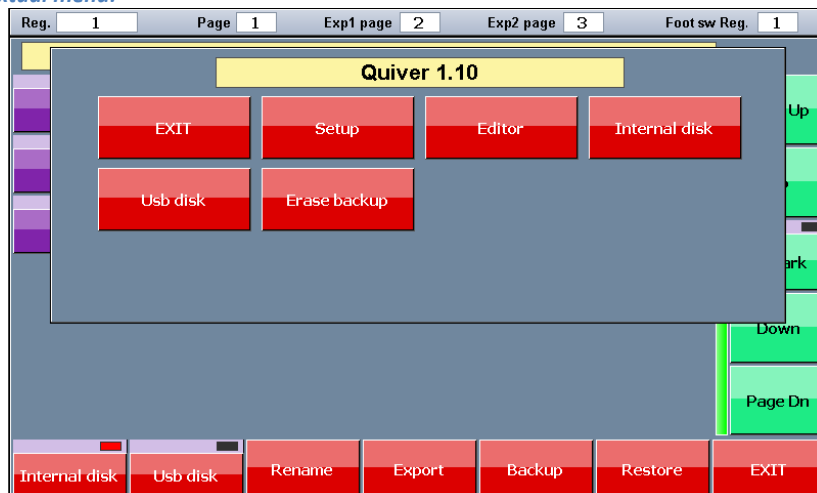 Reg. 1 Page 1 Exp1 page 2 Exp2 page 3 Foot sw Reg. 1
Quiver 1.10
EXIT Setup Editor Internal disk
Up
Usb disk Erase backup
Down
Page Dn
Internal disk Usb disk Rename Export Backup Restore EXIT